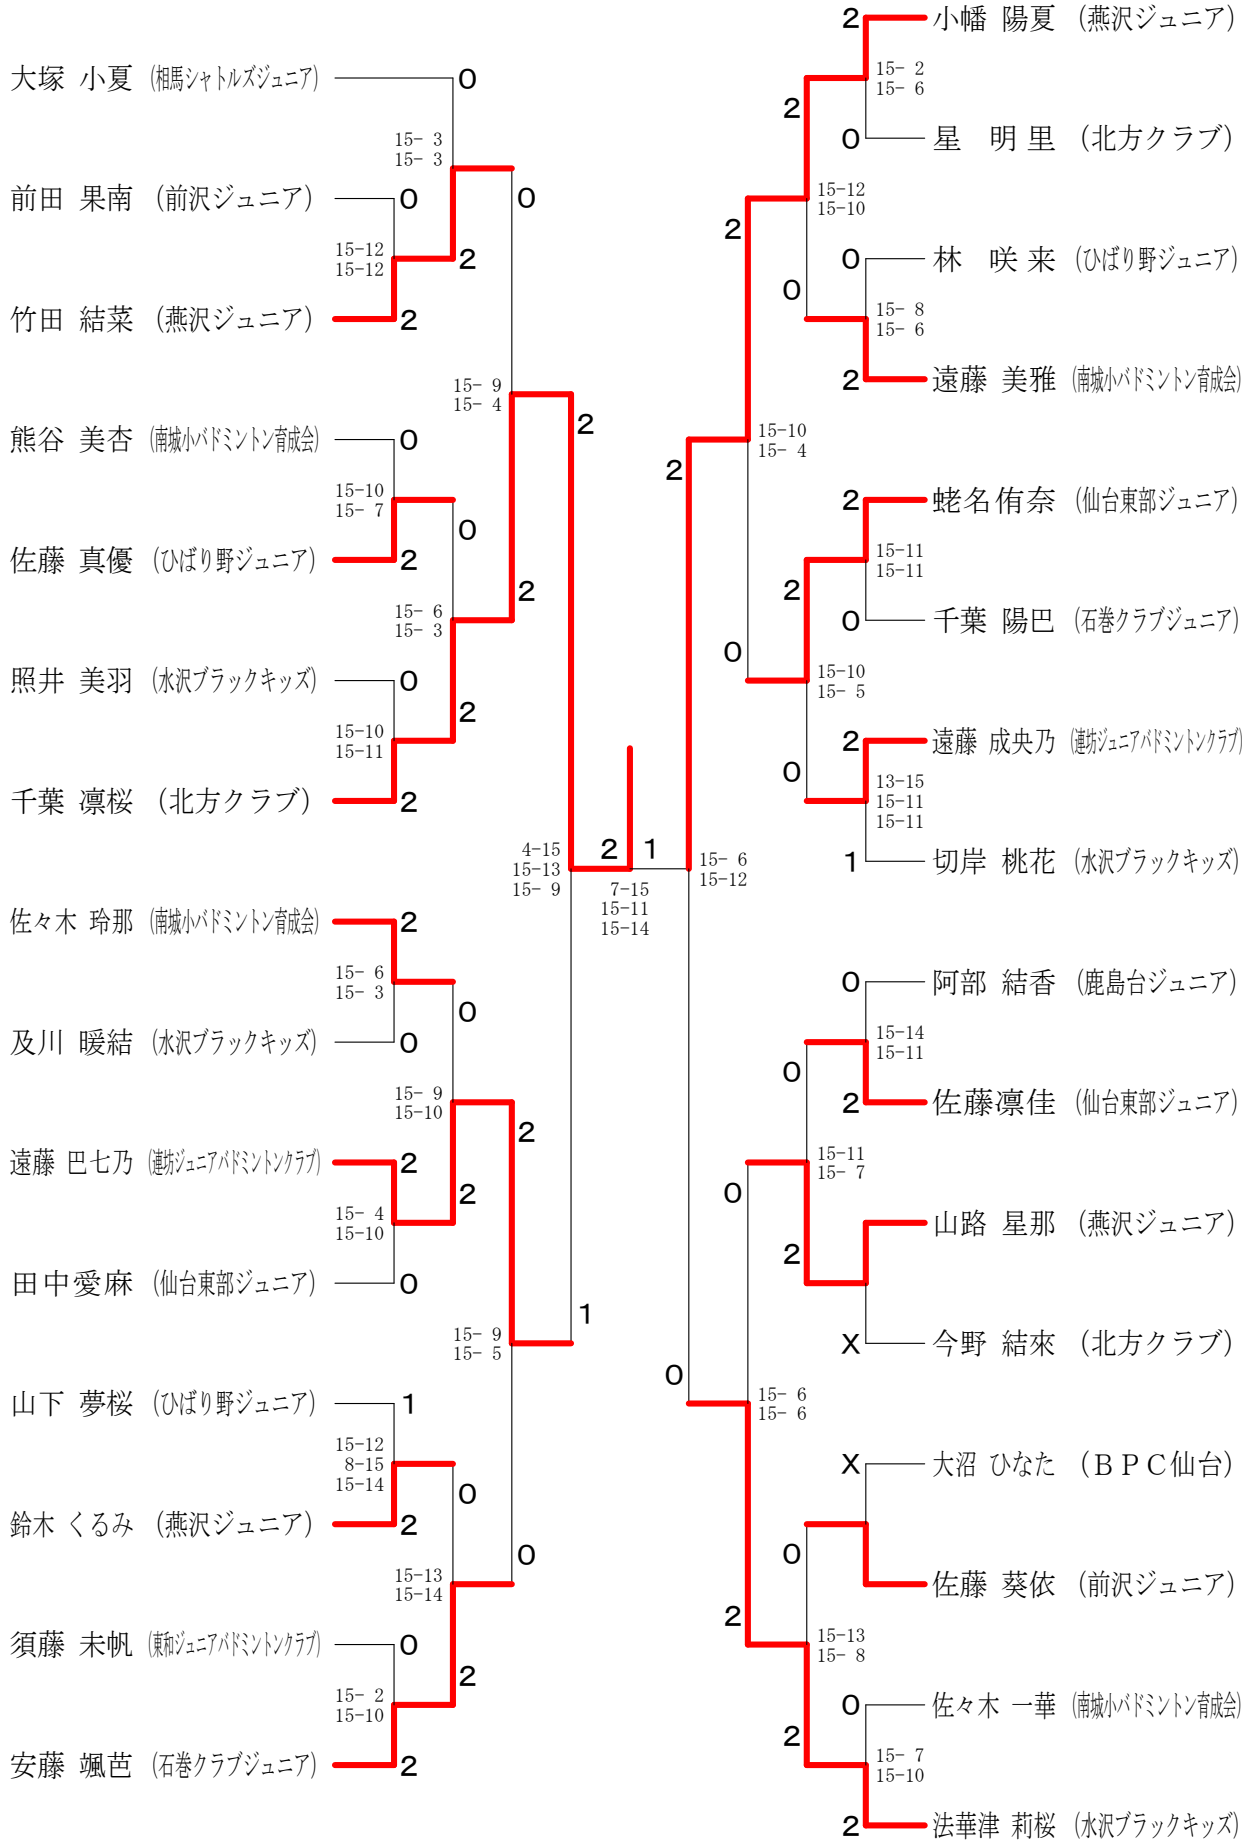 大塚 小夏 (相馬シャトルズジュニア) 0
15- 3
15- 3
前田 果南 (前沢ジュニア) 0
0
15-12
15-12
2
竹田 結菜 (燕沢ジュニア) 2
15- 9
15- 4
2
熊谷 美杏 (南城小バドミントン育成会) 0
15-10
15- 7
0
佐藤 真優 (ひばり野ジュニア) 2
2
15- 6
15- 3
照井 美羽 (水沢ブラックキッズ) 0
2
15-10
15-11
千葉 凛桜 (北方クラブ) 2
4-15
15-13
15- 9
2 1
7-15
15-11
15-14
佐々木 玲那 (南城小バドミントン育成会) 2
15- 6
15- 3
0
及川 暖結 (水沢ブラックキッズ) 0
15- 9
15-10
2
遠藤 巴七乃 (連坊ジュニアバドミントンクラブ) 2
2
15- 4
15-10
田中愛麻 (仙台東部ジュニア) 0
1
15- 9
15- 5
山下 夢桜 (ひばり野ジュニア) 1
15-12
8-15
15-14
0
鈴木 くるみ (燕沢ジュニア) 2
0
15-13
15-14
須藤 未帆 (東和ジュニアバドミントンクラブ) 0
2
15- 2
15-10
安藤 颯芭 (石巻クラブジュニア) 2
2 小幡 陽夏 (燕沢ジュニア)
15- 2
15- 6
2
0 星 明里 (北方クラブ)
15-12
15-10
2
0 林 咲来 (ひばり野ジュニア)
0
15- 8
15- 6
2 遠藤 美雅 (南城小バドミントン育成会)
15-10
15- 4
2
2 蛯名侑奈 (仙台東部ジュニア)
15-11
15-11
2
0 千葉 陽巴 (石巻クラブジュニア)
0
15-10
15- 5
2 遠藤 成央乃 (連坊ジュニアバドミントンクラブ)
0
13-15
15-11
15-11
1 切岸 桃花 (水沢ブラックキッズ)
15- 6
15-12
0 阿部 結香 (鹿島台ジュニア)
15-14
15-11
0
2 佐藤凛佳 (仙台東部ジュニア)
15-11
15- 7
0
山路 星那 (燕沢ジュニア)
2
X 今野 結來 (北方クラブ)
0
15- 6
15- 6
X 大沼 ひなた (BPC仙台)
0
佐藤 葵依 (前沢ジュニア)
2
15-13
15- 8
0 佐々木 一華 (南城小バドミントン育成会)
2
15- 7
15-10
2 法華津 莉桜 (水沢ブラックキッズ)